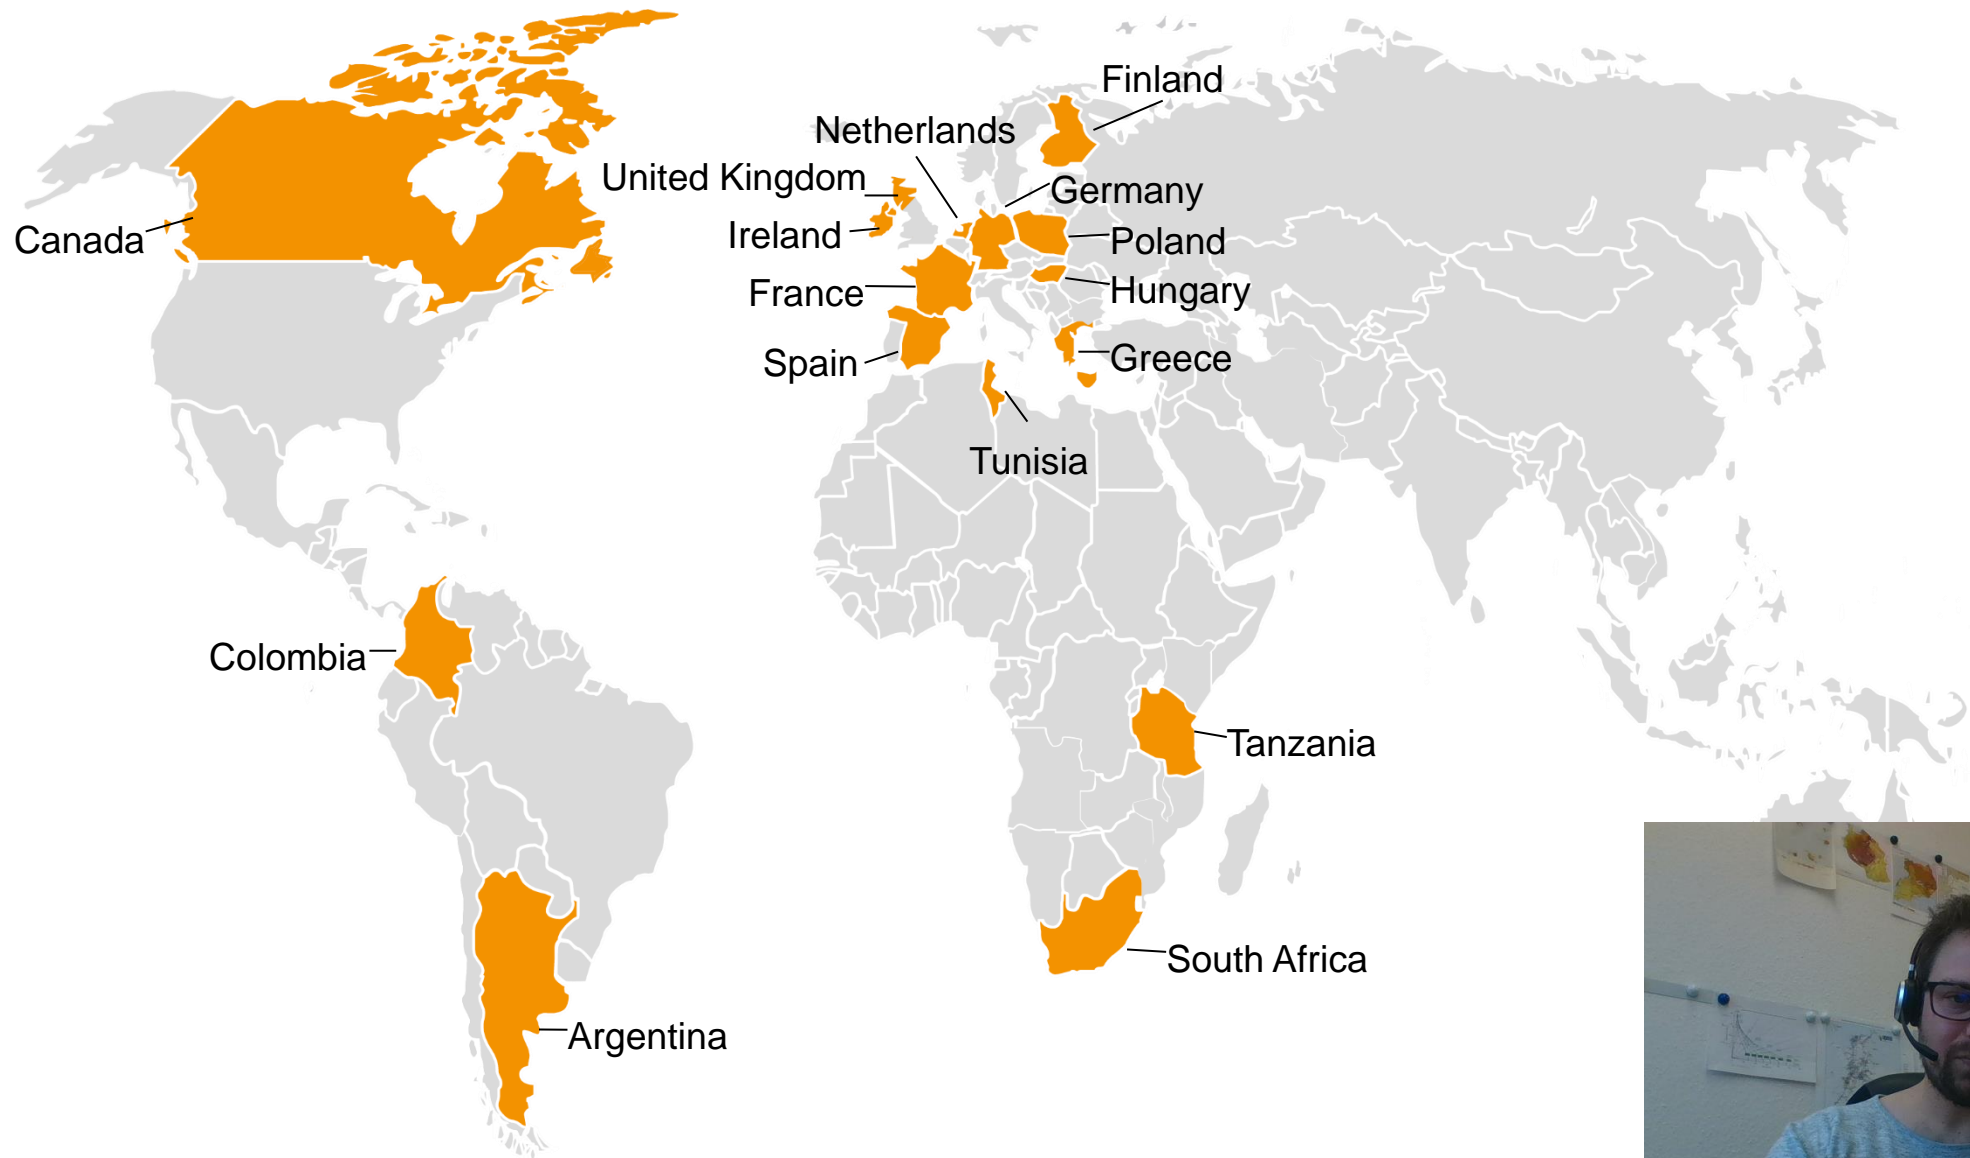 Finland
Netherlands
United Kingdom
Germany
Ireland
Canada
Poland
France
Hungary
Spain
Greece
Tunisia
Colombia
Tanzania
South Africa
Argentina